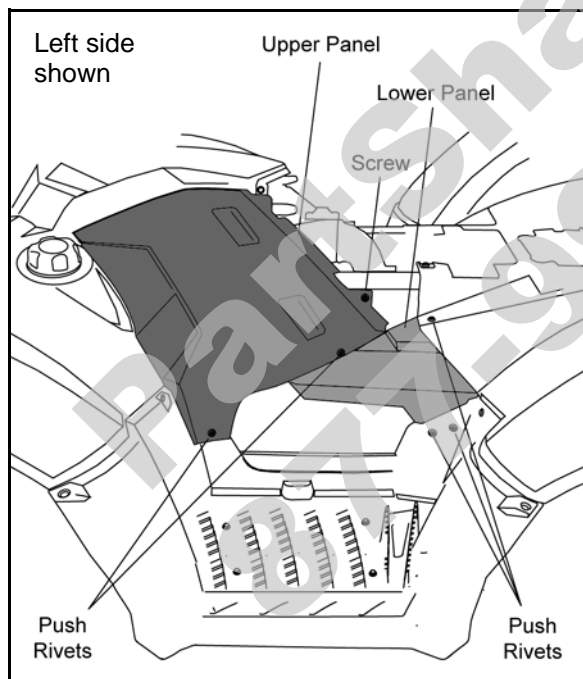 Left side
shown
Upper Panel
Lower Panel
Screw
Push
Rivets
Push
Rivets